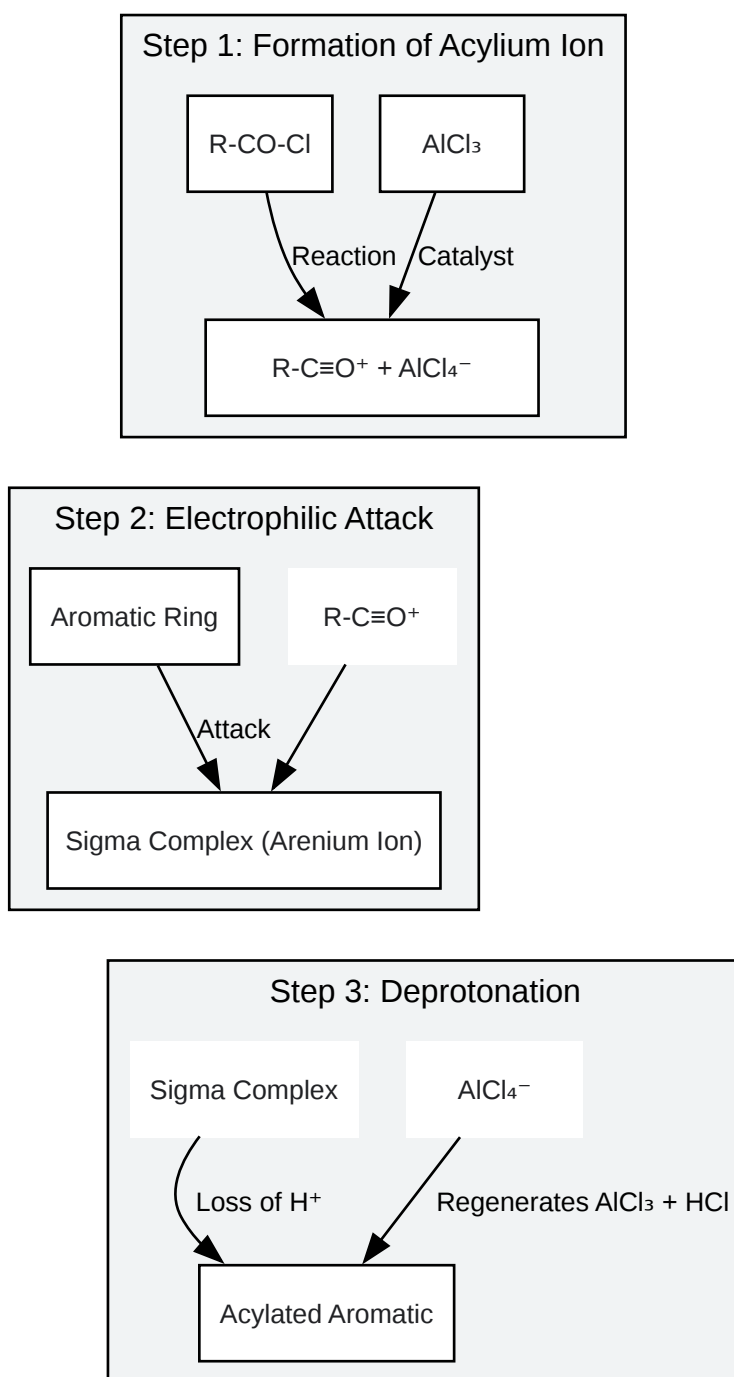 Step 1: Formation of Acylium Ion
R-CO-Cl
AlCl₃
Reaction
Catalyst
R-C≡O⁺ + AlCl₄⁻
Step 2: Electrophilic Attack
Aromatic Ring
R-C≡O⁺
Attack
Sigma Complex (Arenium Ion)
Step 3: Deprotonation
Sigma Complex
AlCl₄⁻
Loss of H⁺
Regenerates AlCl₃ + HCl
Acylated Aromatic